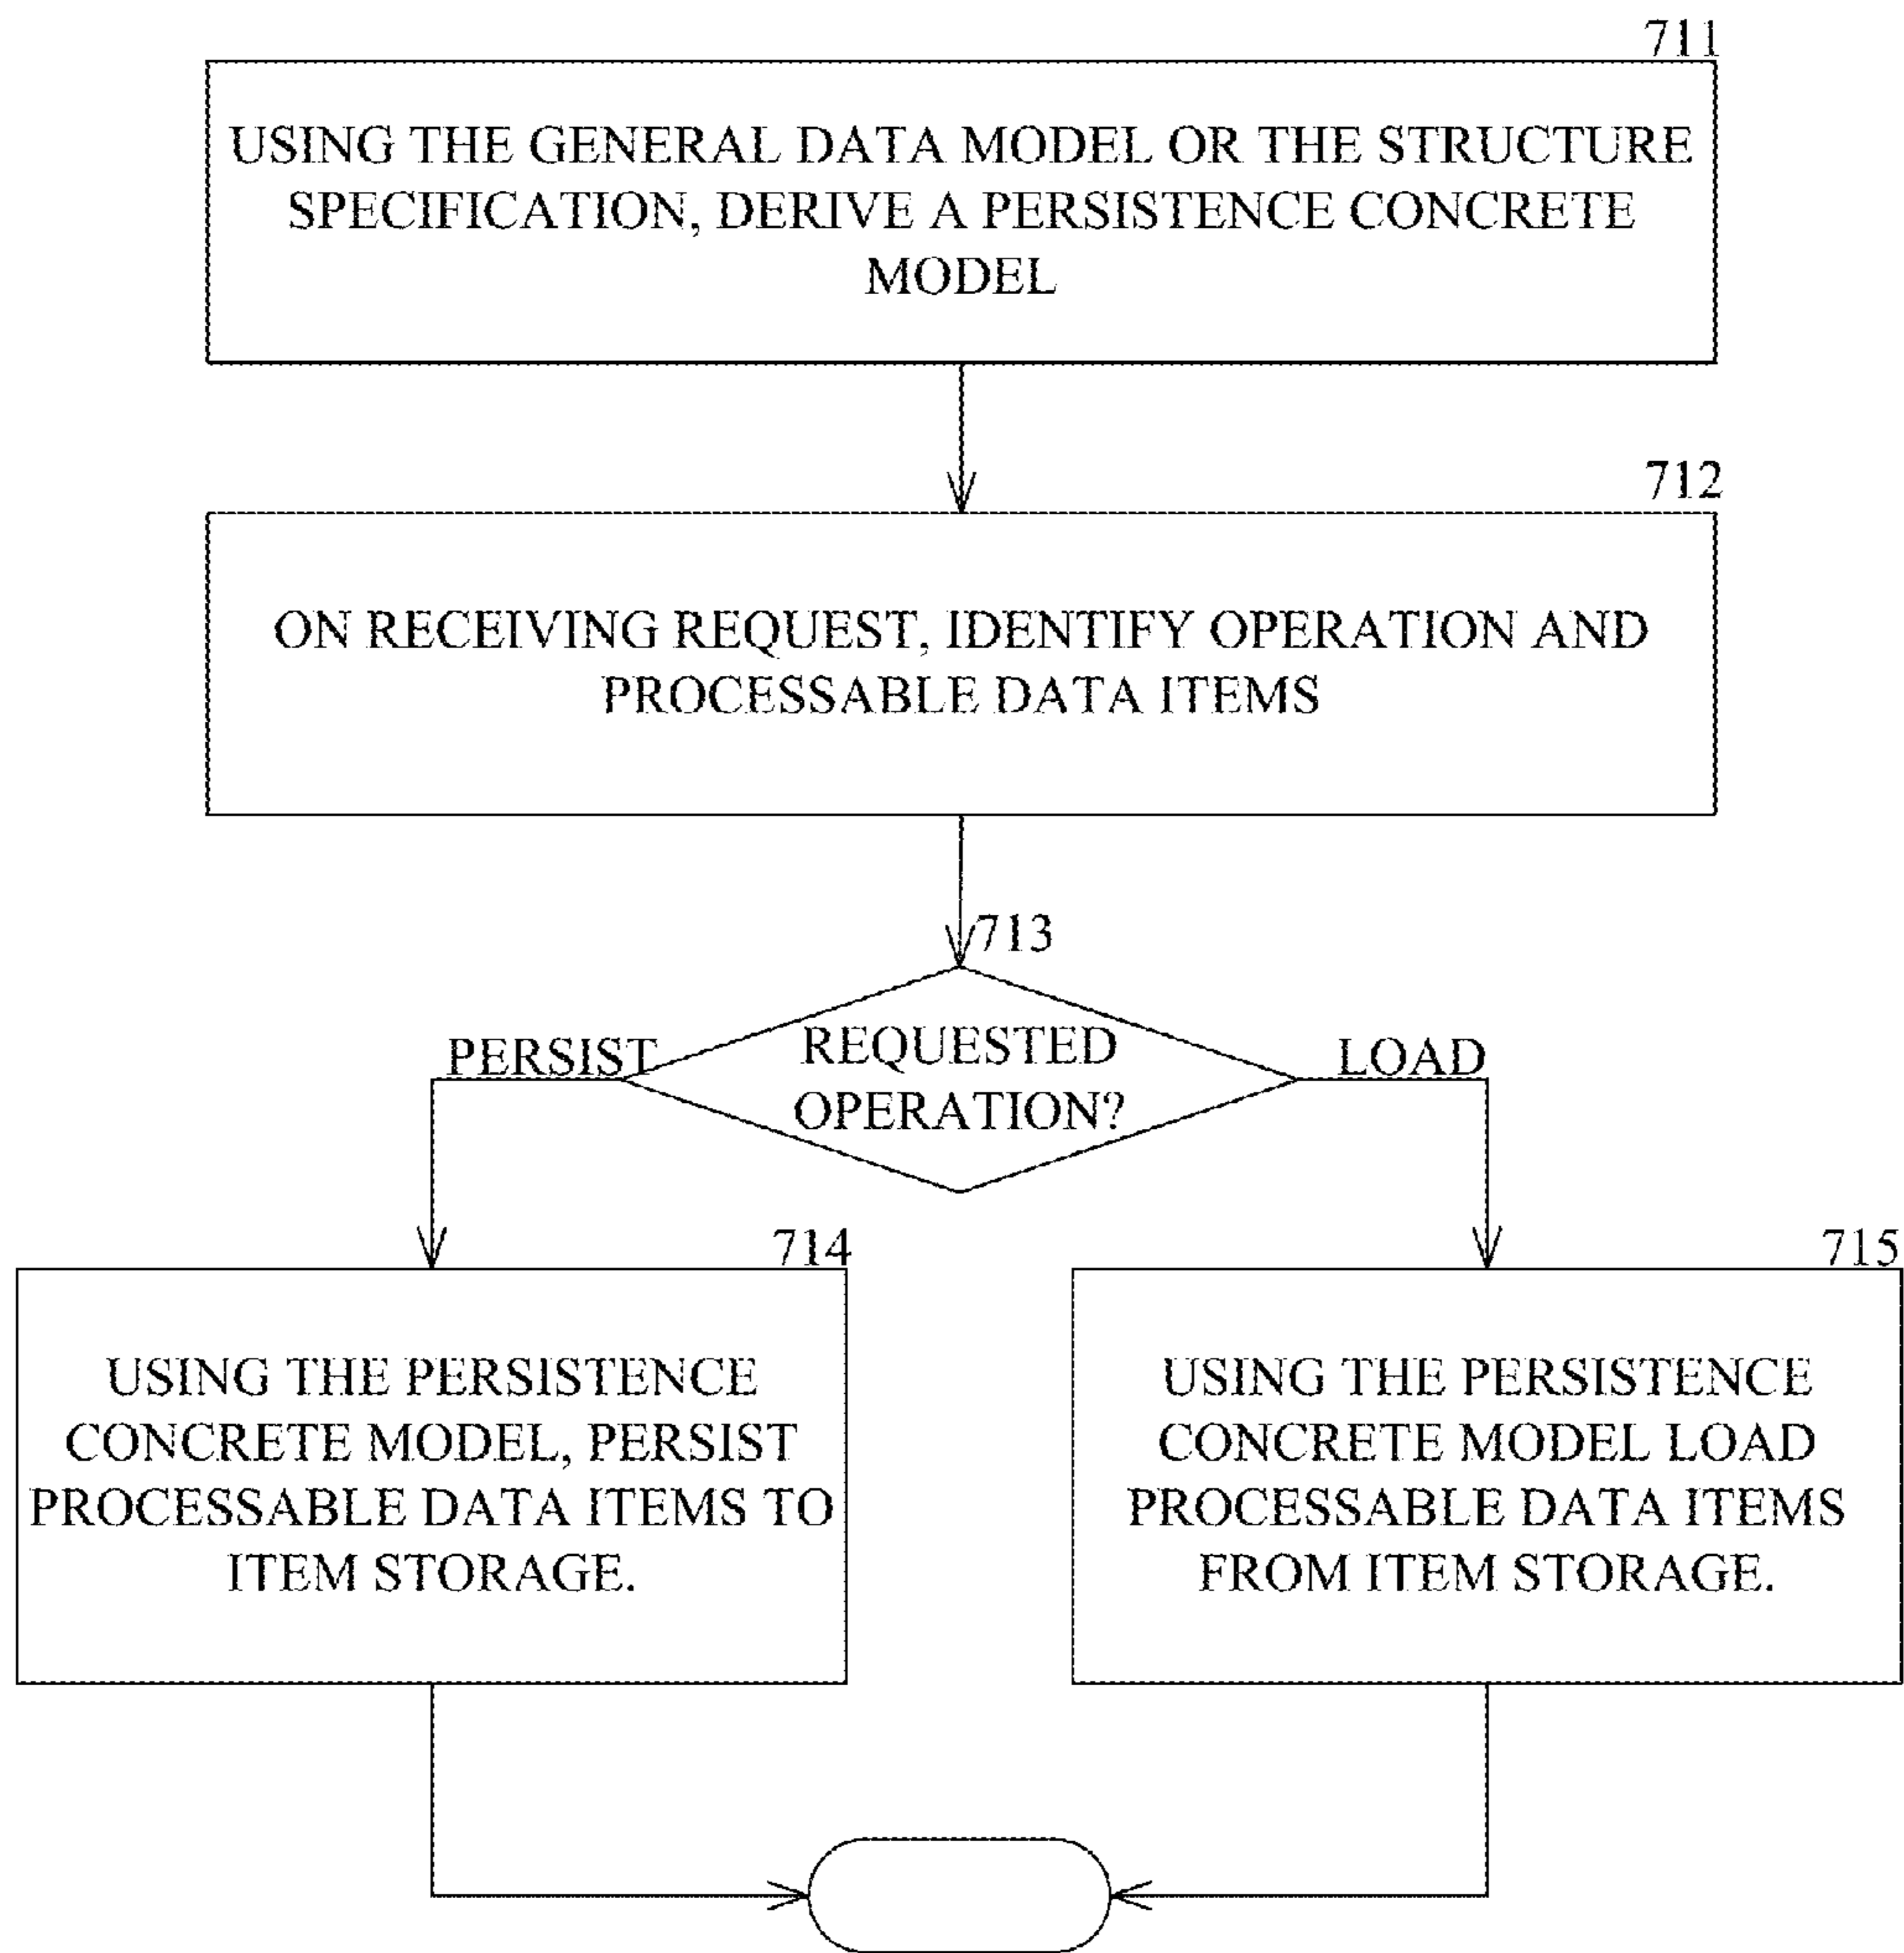 711
USING THE GENERAL DATA MODEL OR THE STRUCTURE
SPECIFICATION, DERIVE A PERSISTENCE CONCRETE
MODEL
712
ON RECEIVING REQUEST, IDENTIFY OPERATION AND
PROCESSABLE DATA ITEMS
713
REQUESTED
OPERATION?
PERSIST
LOAD
714
USING THE PERSISTENCE
CONCRETE MODEL, PERSIST
PROCESSABLE DATA ITEMS TO
ITEM STORAGE.
715
USING THE PERSISTENCE
CONCRETE MODEL LOAD
PROCESSABLE DATA ITEMS
FROM ITEM STORAGE.